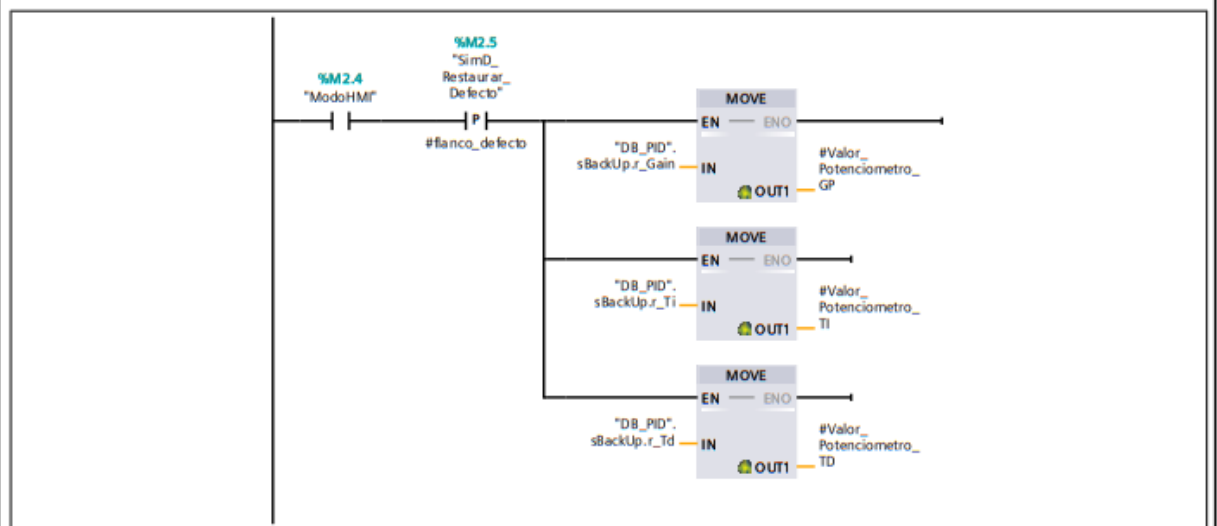 %M2.5
"SimD_
Restaurar_
Defecto"
%M2.4
"ModoHMI"
P
#flanco_defecto
MOVE
EN ENO
"DB_PID".
sBackUp.r_Gain
IN
#Valor_
Potenciometro_
GP
OUT1
MOVE
EN ENO
"DB_PID".
sBackUp.r_Ti
IN
#Valor_
Potenciometro_
TI
OUT1
MOVE
EN ENO
"DB_PID".
sBackUp.r_Td
IN
#Valor_
Potenciometro_
TD
OUT1